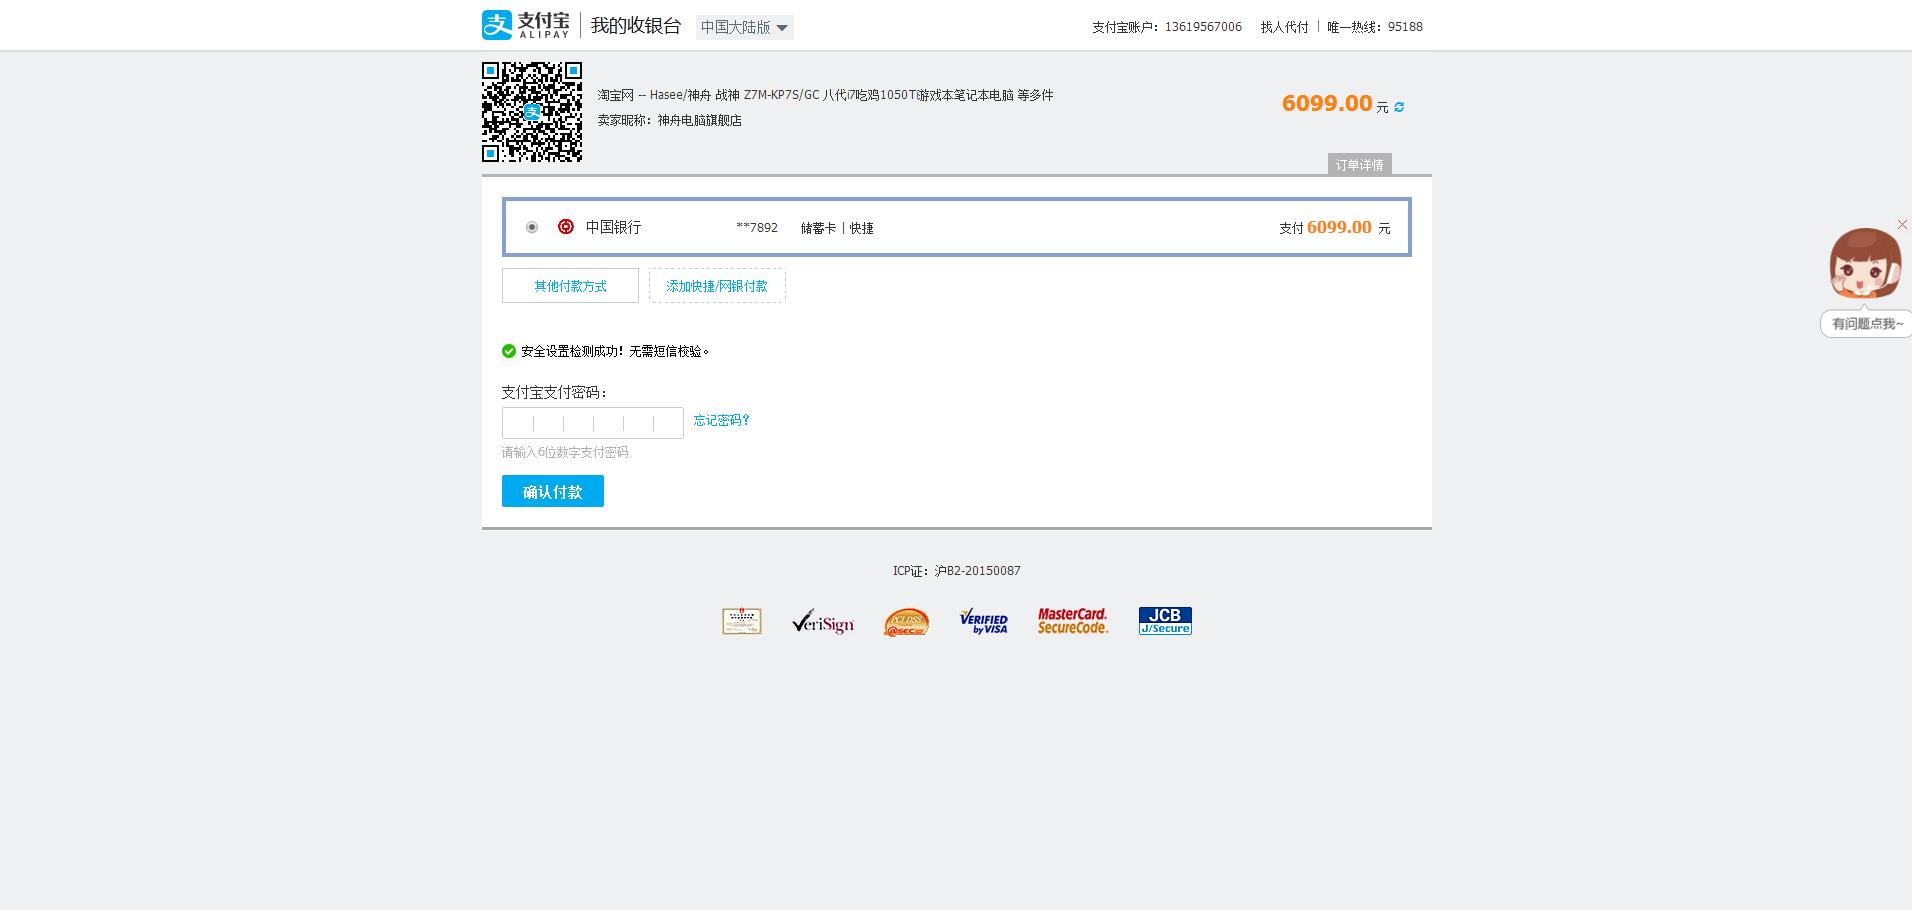 支付宝 ALIPAY 我的收银台 中国大陆版 支付宝账户：13619567006 找人代付 唯一热线：95188
淘宝网 -- Hasee/神舟 战神 Z7M-KP7S/GC 八代i7吃鸡1050Ti游戏本笔记本电脑 等多件
6099.00 元
卖家昵称：神舟电脑旗舰店
订单详情
中国银行 **7892 储蓄卡 | 快捷 支付 6099.00 元
其他付款方式 添加快捷/网银付款
有问题点我~
安全设置检测成功！无需短信校验。
支付宝支付密码：
忘记密码？
请输入6位数字支付密码
确认付款
ICP证：沪B2-20150087
VeriSign PCI DSS @SEC VERIFIED by VISA MasterCard. SecureCode. JCB J/Secure